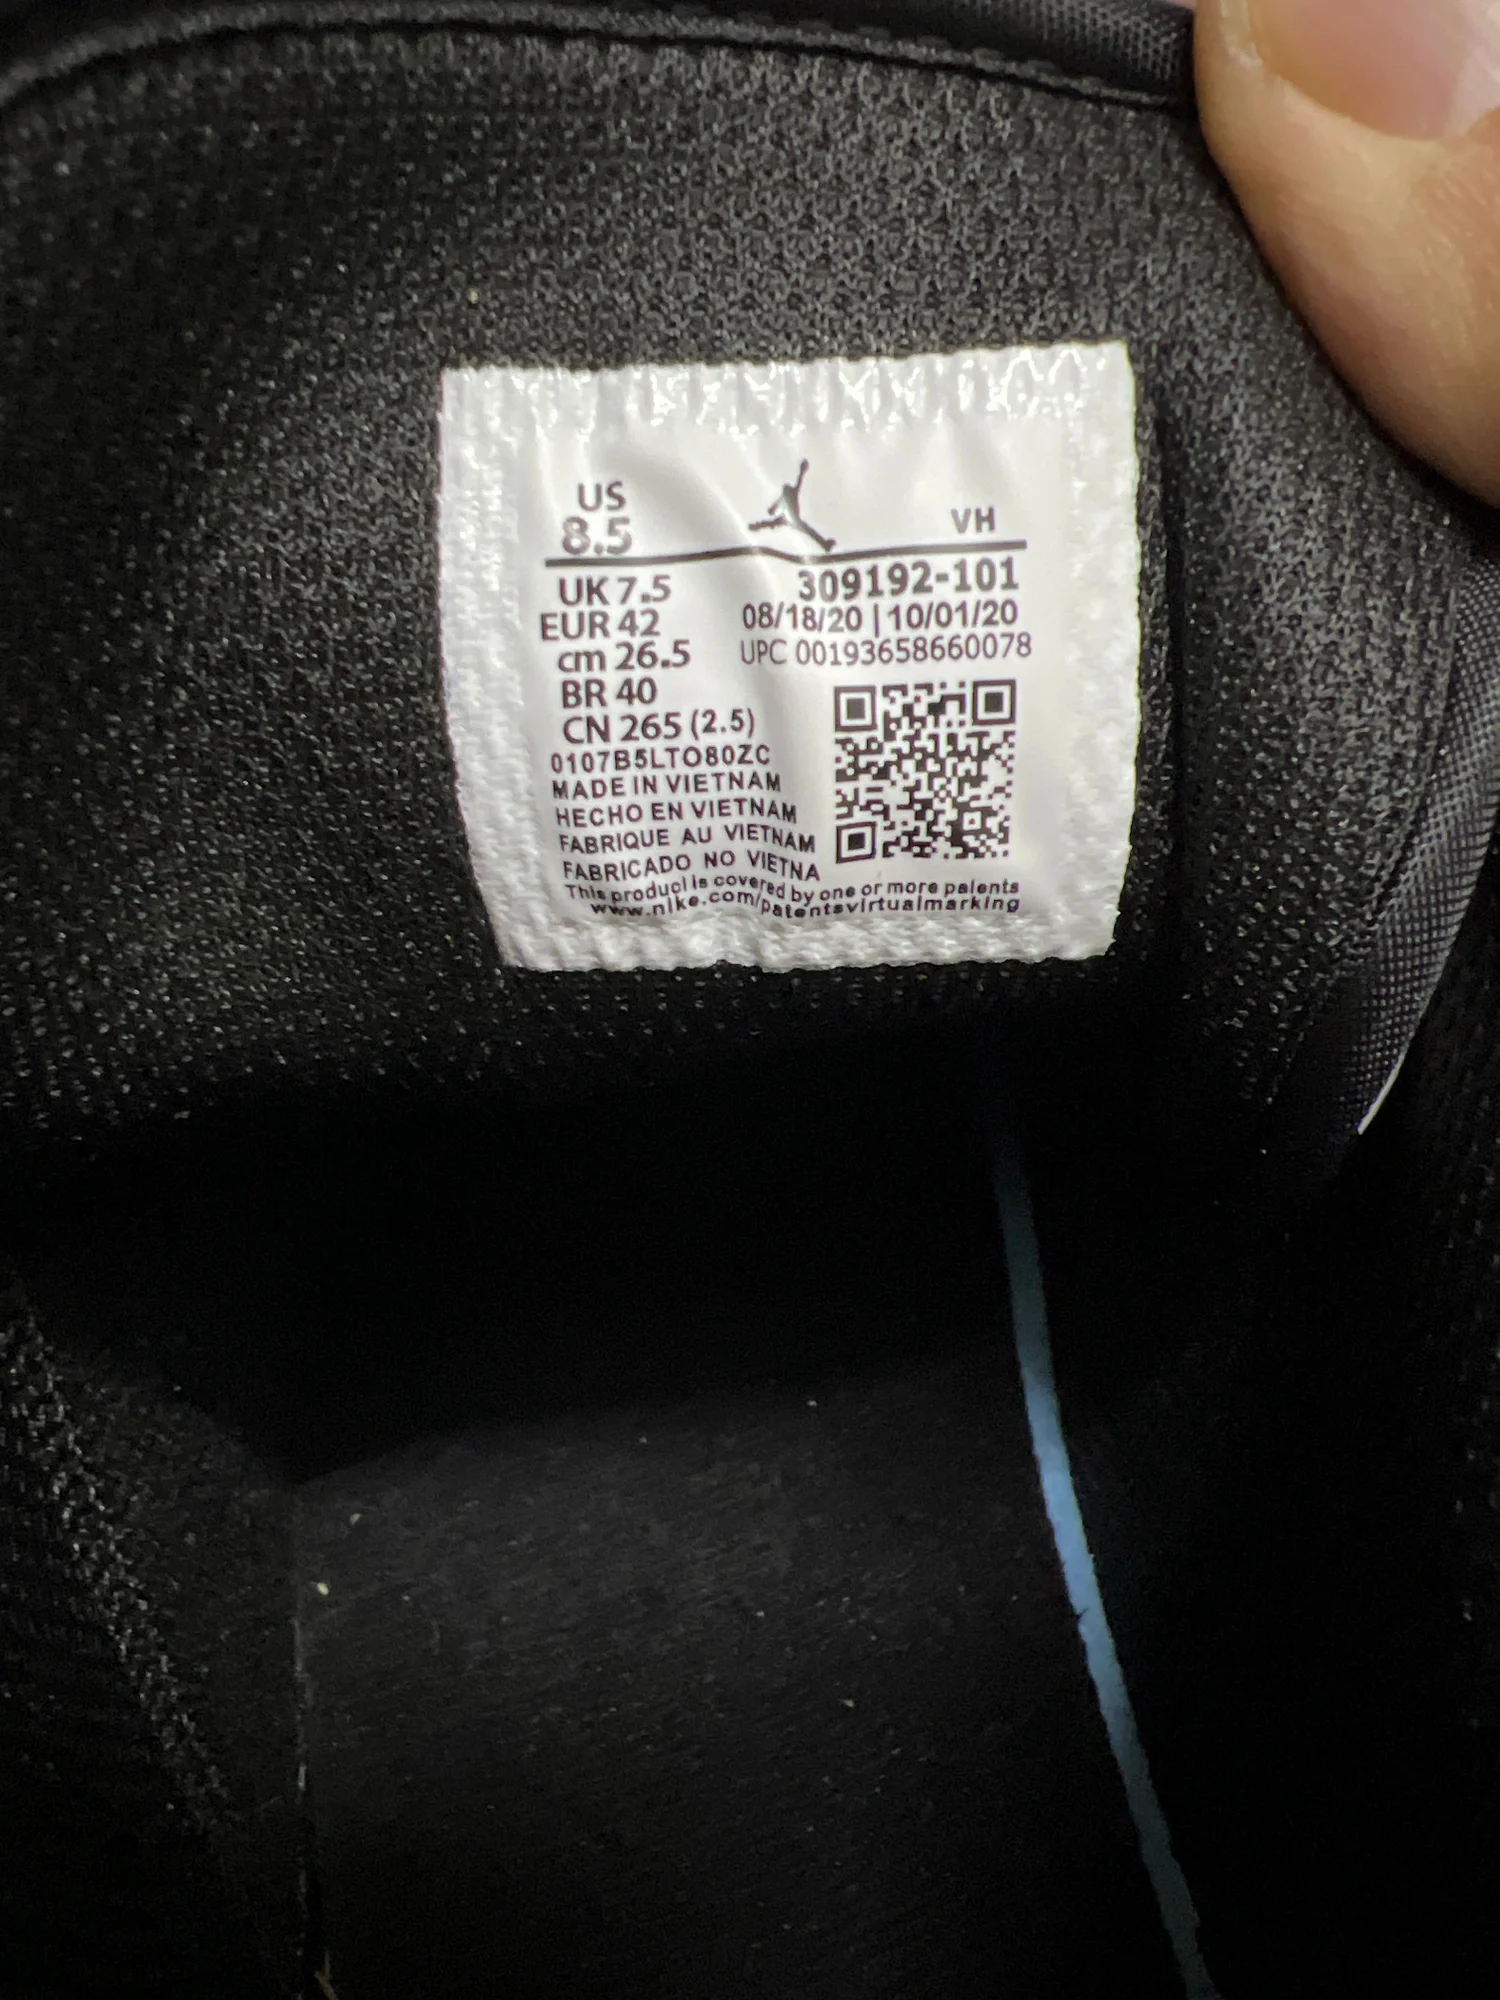 US
8.5
VH
UK 7.5
309192-101
EUR 42
08/18/20 | 10/01/20
cm 26.5
UPC 00193658660078
BR 40
CN 265 (2.5)
0107B5LTO80ZC
MADE IN VIETNAM
HECHO EN VIETNAM
FABRIQUE AU VIETNAM
FABRICADO NO VIETNA
This product is covered by one or more patents
www.nike.com/patentsvirtualmarking